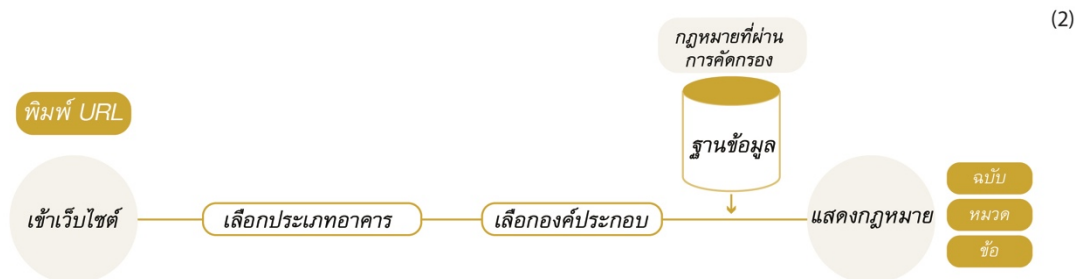 (2)
กฎหมายที่ผ่าน
การคัดกรอง
พิมพ์ URL
ฐานข้อมูล
เข้าเว็บไซต์
เลือกประเภทอาคาร
เลือกองค์ประกอบ
แสดงกฎหมาย
ฉบับ
หมวด
ข้อ